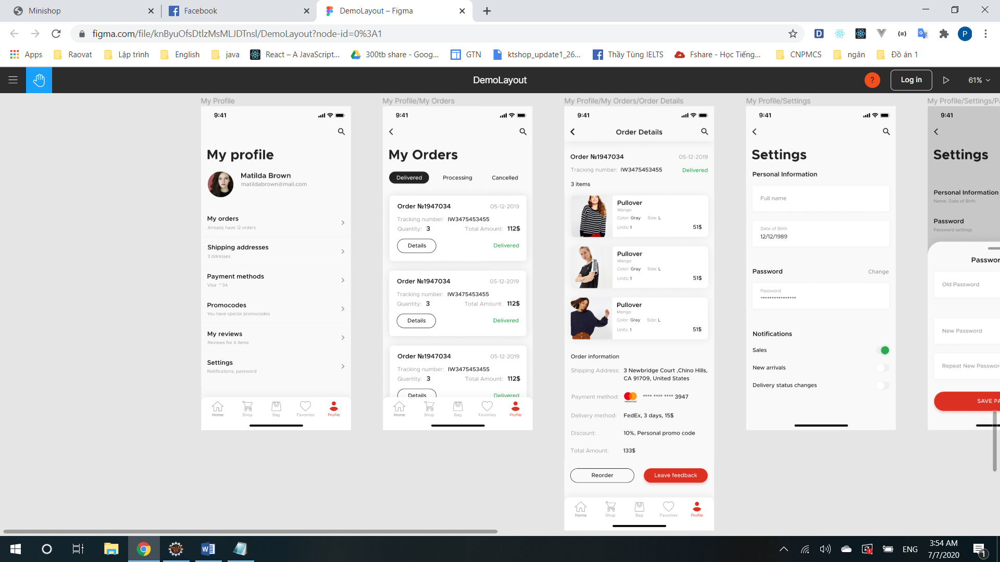 Minishop
Facebook
DemoLayout – Figma
figma.com/file/knByuOfsDtlzMsMLJDTnsl/DemoLayout?node-id=0%3A1
P
Apps
Raovat
Lập trình
English
java
React – A JavaScript...
300tb share - Goog...
GTN
ktshop_update1_26...
Thầy Tùng IELTS
Fshare - Học Tiếng...
CNPMCS
ngân
Đồ án 1
DemoLayout
?
Log in
61%
My Profile
9:41
My profile
Matilda Brown
matildabrown@mail.com
My orders
Already have 12 orders
Shipping addresses
3 ddresses
Payment methods
Visa **34
Promocodes
You have special promocodes
My reviews
Reviews for 4 items
Settings
Notifications, password
Home
Shop
Bag
Favorites
Profile
My Profile/My Orders
9:41
My Orders
Delivered
Processing
Cancelled
Order №1947034
05-12-2019
Tracking number: IW3475453455
Quantity: 3
Total Amount: 112$
Details
Delivered
Order №1947034
05-12-2019
Tracking number: IW3475453455
Quantity: 3
Total Amount: 112$
Details
Delivered
Order №1947034
05-12-2019
Tracking number: IW3475453455
Quantity: 3
Total Amount: 112$
Details
Delivered
Home
Shop
Bag
Favorites
Profile
My Profile/My Orders/Order Details
9:41
Order Details
Order №1947034
05-12-2019
Tracking number: IW3475453455
Delivered
3 items
Pullover
Mango
Color: Gray Size: L
Units: 1
51$
Pullover
Mango
Color: Gray Size: L
Units: 1
51$
Pullover
Mango
Color: Gray Size: L
Units: 1
51$
Order information
Shipping Address: 3 Newbridge Court ,Chino Hills,
CA 91709, United States
Payment method: mastercard **** **** **** 3947
Delivery method: FedEx, 3 days, 15$
Discount: 10%, Personal promo code
Total Amount: 133$
Reorder
Leave feedback
Home
Shop
Bag
Favorites
Profile
My Profile/Settings
9:41
Settings
Personal Information
Full name
Date of Birth
12/12/1989
Password
Change
Password
****************
Notifications
Sales
New arrivals
Delivery status changes
My Profile/Settings/Pa
9:41
Settings
Personal Information
Name, Date of Birth
Password
Password settings
Passwor
Old Password
New Password
Repeat New Passwor
SAVE PA
ENG
3:54 AM
7/7/2020
1